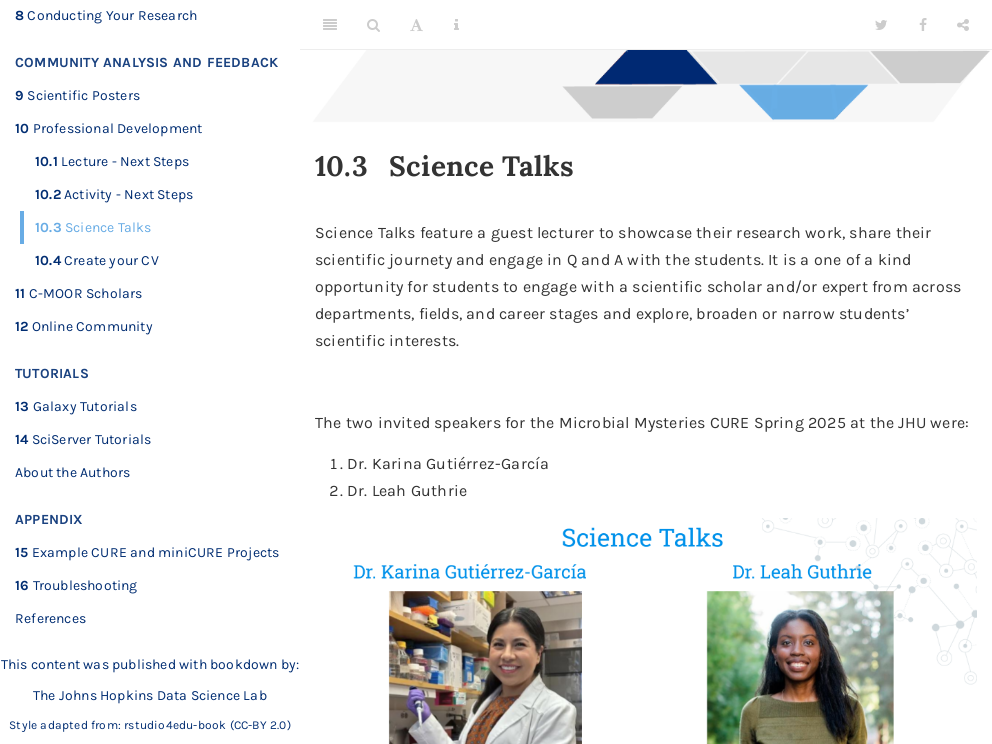 8 Conducting Your Research
COMMUNITY ANALYSIS AND FEEDBACK
9 Scientific Posters
10 Professional Development
10.1 Lecture - Next Steps
10.2 Activity - Next Steps
10.3 Science Talks
10.4 Create your CV
11 C-MOOR Scholars
12 Online Community
TUTORIALS
13 Galaxy Tutorials
14 SciServer Tutorials
About the Authors
APPENDIX
15 Example CURE and miniCURE Projects
16 Troubleshooting
References
This content was published with bookdown by:
The Johns Hopkins Data Science Lab
Style adapted from: rstudio4edu-book (CC-BY 2.0)
10.3 Science Talks
Science Talks feature a guest lecturer to showcase their research work, share their
scientific journety and engage in Q and A with the students. It is a one of a kind
opportunity for students to engage with a scientific scholar and/or expert from across
departments, fields, and career stages and explore, broaden or narrow students’
scientific interests.
The two invited speakers for the Microbial Mysteries CURE Spring 2025 at the JHU were:
1. Dr. Karina Gutiérrez-García
2. Dr. Leah Guthrie
Science Talks
Dr. Karina Gutiérrez-García
Dr. Leah Guthrie